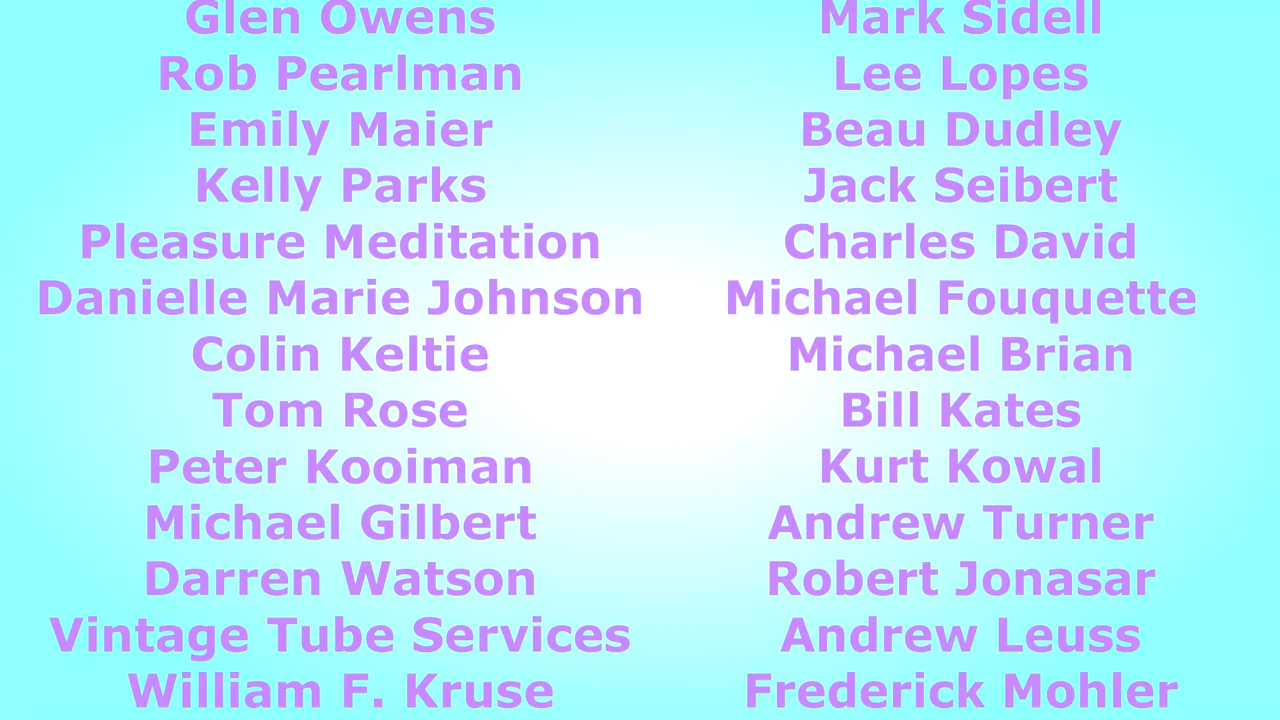 Glen Owens
Rob Pearlman
Emily Maier
Kelly Parks
Pleasure Meditation
Danielle Marie Johnson
Colin Keltie
Tom Rose
Peter Kooiman
Michael Gilbert
Darren Watson
Vintage Tube Services
William F. Kruse
Mark Sidell
Lee Lopes
Beau Dudley
Jack Seibert
Charles David
Michael Fouquette
Michael Brian
Bill Kates
Kurt Kowal
Andrew Turner
Robert Jonasar
Andrew Leuss
Frederick Mohler